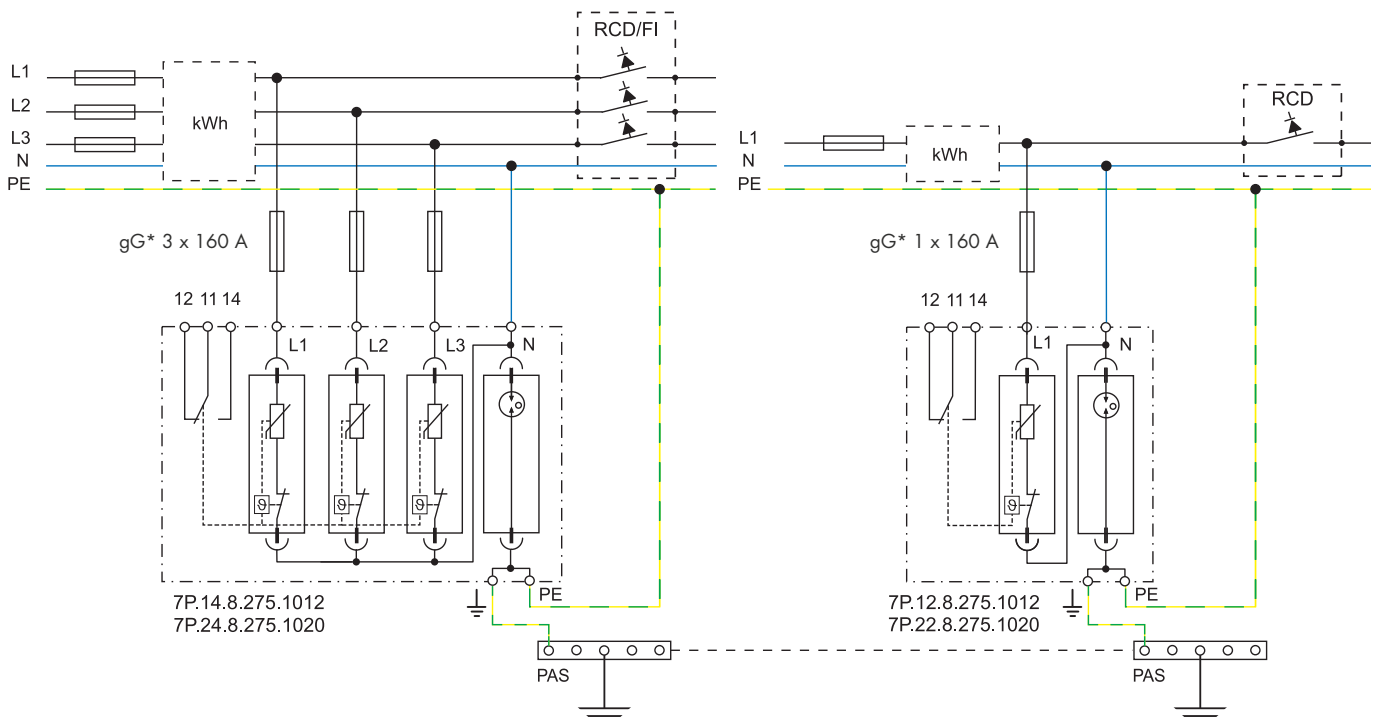 RCD/FI
L1
L2
L3
N
PE
kWh
gG* 3 x 160 A
12 11 14
L1
L2
L3
N
ϑ
ϑ
ϑ
PE
7P.14.8.275.1012
7P.24.8.275.1020
PAS
RCD
L1
N
PE
kWh
gG* 1 x 160 A
12 11 14
L1
N
ϑ
PE
7P.12.8.275.1012
7P.22.8.275.1020
PAS